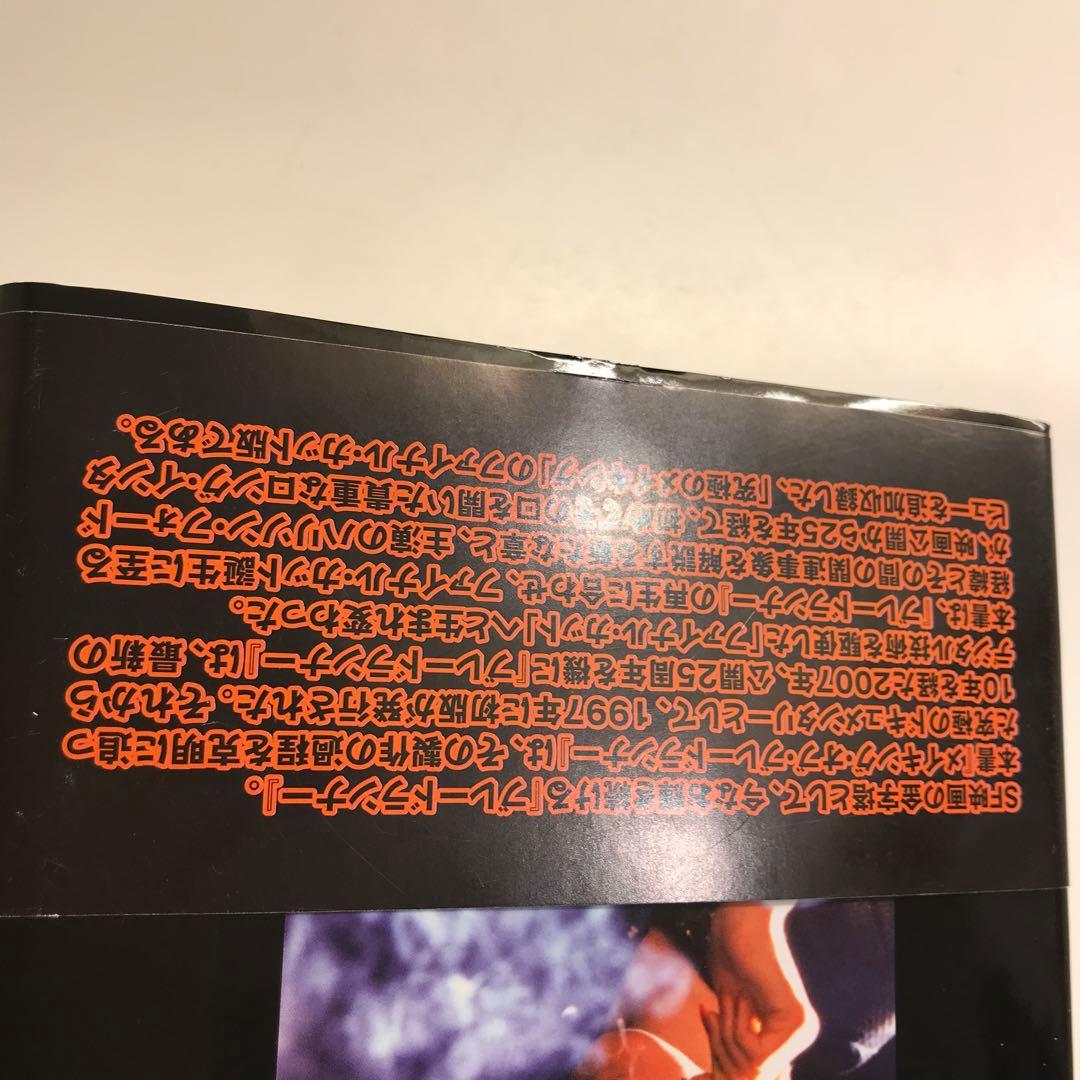 SF映画の金字塔として、今なお輝き続ける『ブレードランナー』。
本書『メイキング・オブ・ブレードランナー』は、その製作の過程を克明に追っ
た究極のドキュメンタリーとして、1997年に初版が発行された。それから
10年を経た2007年、公開25周年を機に『ブレードランナー』は、最新の
デジタル技術を駆使した「ファイナル・カット」へと生まれ変わった。
本書は、『ブレードランナー』の再生に合わせ、ファイナル・カット誕生に至る
経緯とその間の関連事象を解説する新たな章と、主演のハリソン・フォード
が、映画公開から25年を経て、初めてその口を開いた貴重なロング・インタ
ビューを追加収録した、「究極のメイキング」のファイナル・カット版である。